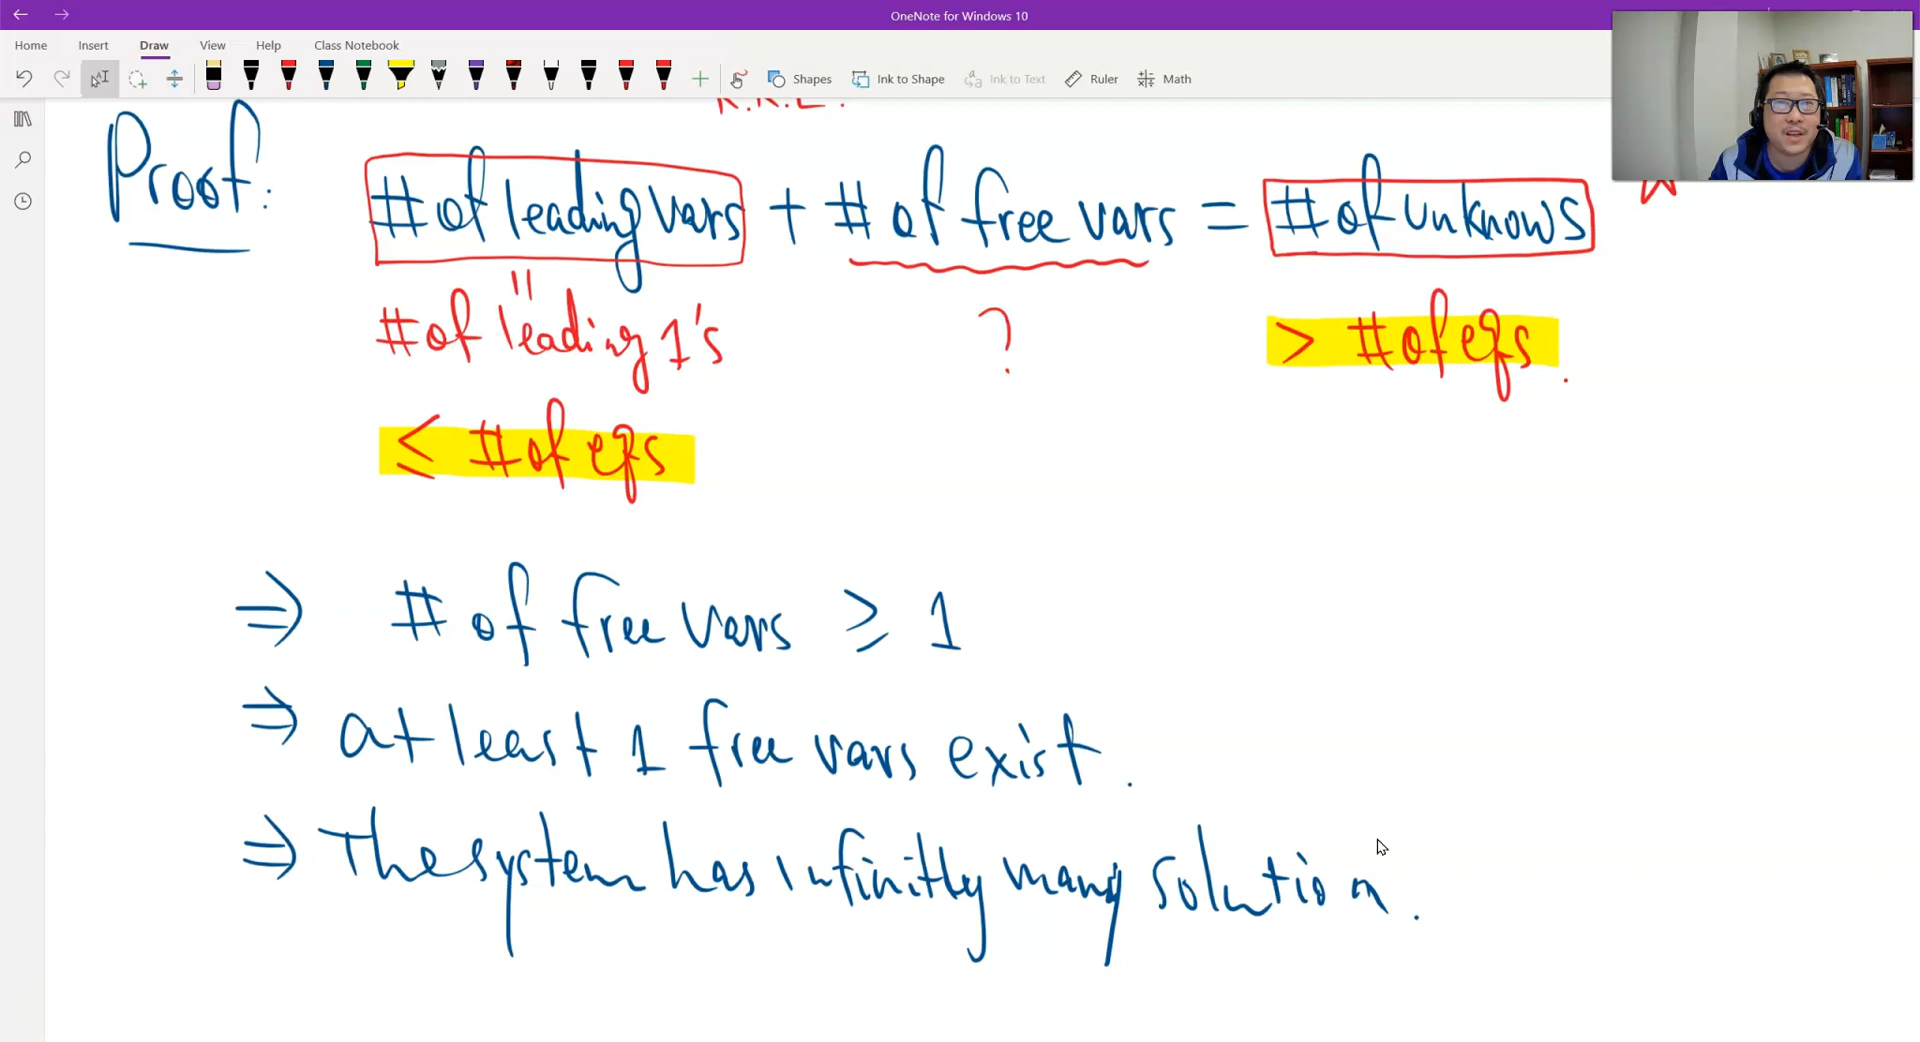 OneNote for Windows 10
Home Insert Draw View Help Class Notebook
Shapes Ink to Shape Ink to Text Ruler Math
Proof:
# of leading vars + # of free vars = # of unknows
# of leading 1's ? > # of eqs.
≤ # of eqs
⇒ # of free vars ≥ 1
⇒ at least 1 free vars exist.
⇒ The system has infinitly many solution.